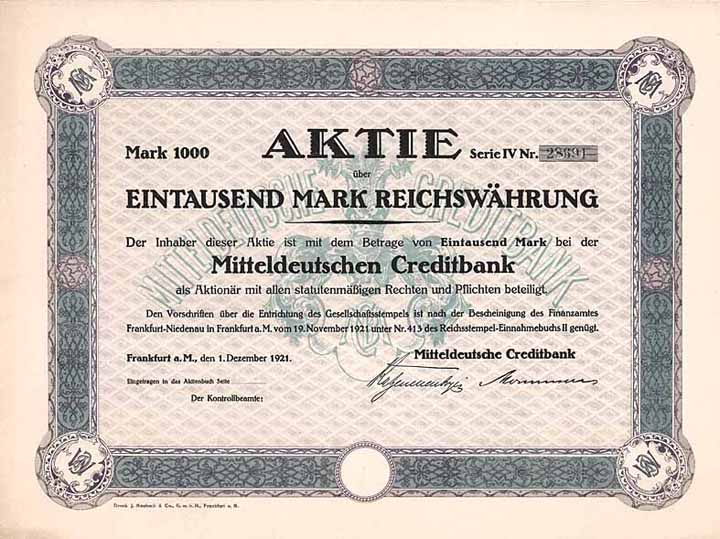 AKTIE
Mark 1000 Serie IV Nr. 28691
über
EINTAUSEND MARK REICHSWÄHRUNG
MITTELDEUTSCHE CREDITBANK
Der Inhaber dieser Aktie ist mit dem Betrage von Eintausend Mark bei der
Mitteldeutschen Creditbank
als Aktionär mit allen statutenmäßigen Rechten und Pflichten beteiligt.
Den Vorschriften über die Entrichtung des Gesellschaftsstempels ist nach der Bescheinigung des Finanzamtes
Frankfurt-Niedenau in Frankfurt a. M. vom 19. November 1921 unter Nr. 413 des Reichsstempel-Einnahmebuchs II genügt.
Frankfurt a. M., den 1. Dezember 1921. Mitteldeutsche Creditbank
Eingetragen in das Aktienbuch Seite
Der Kontrollbeamte: